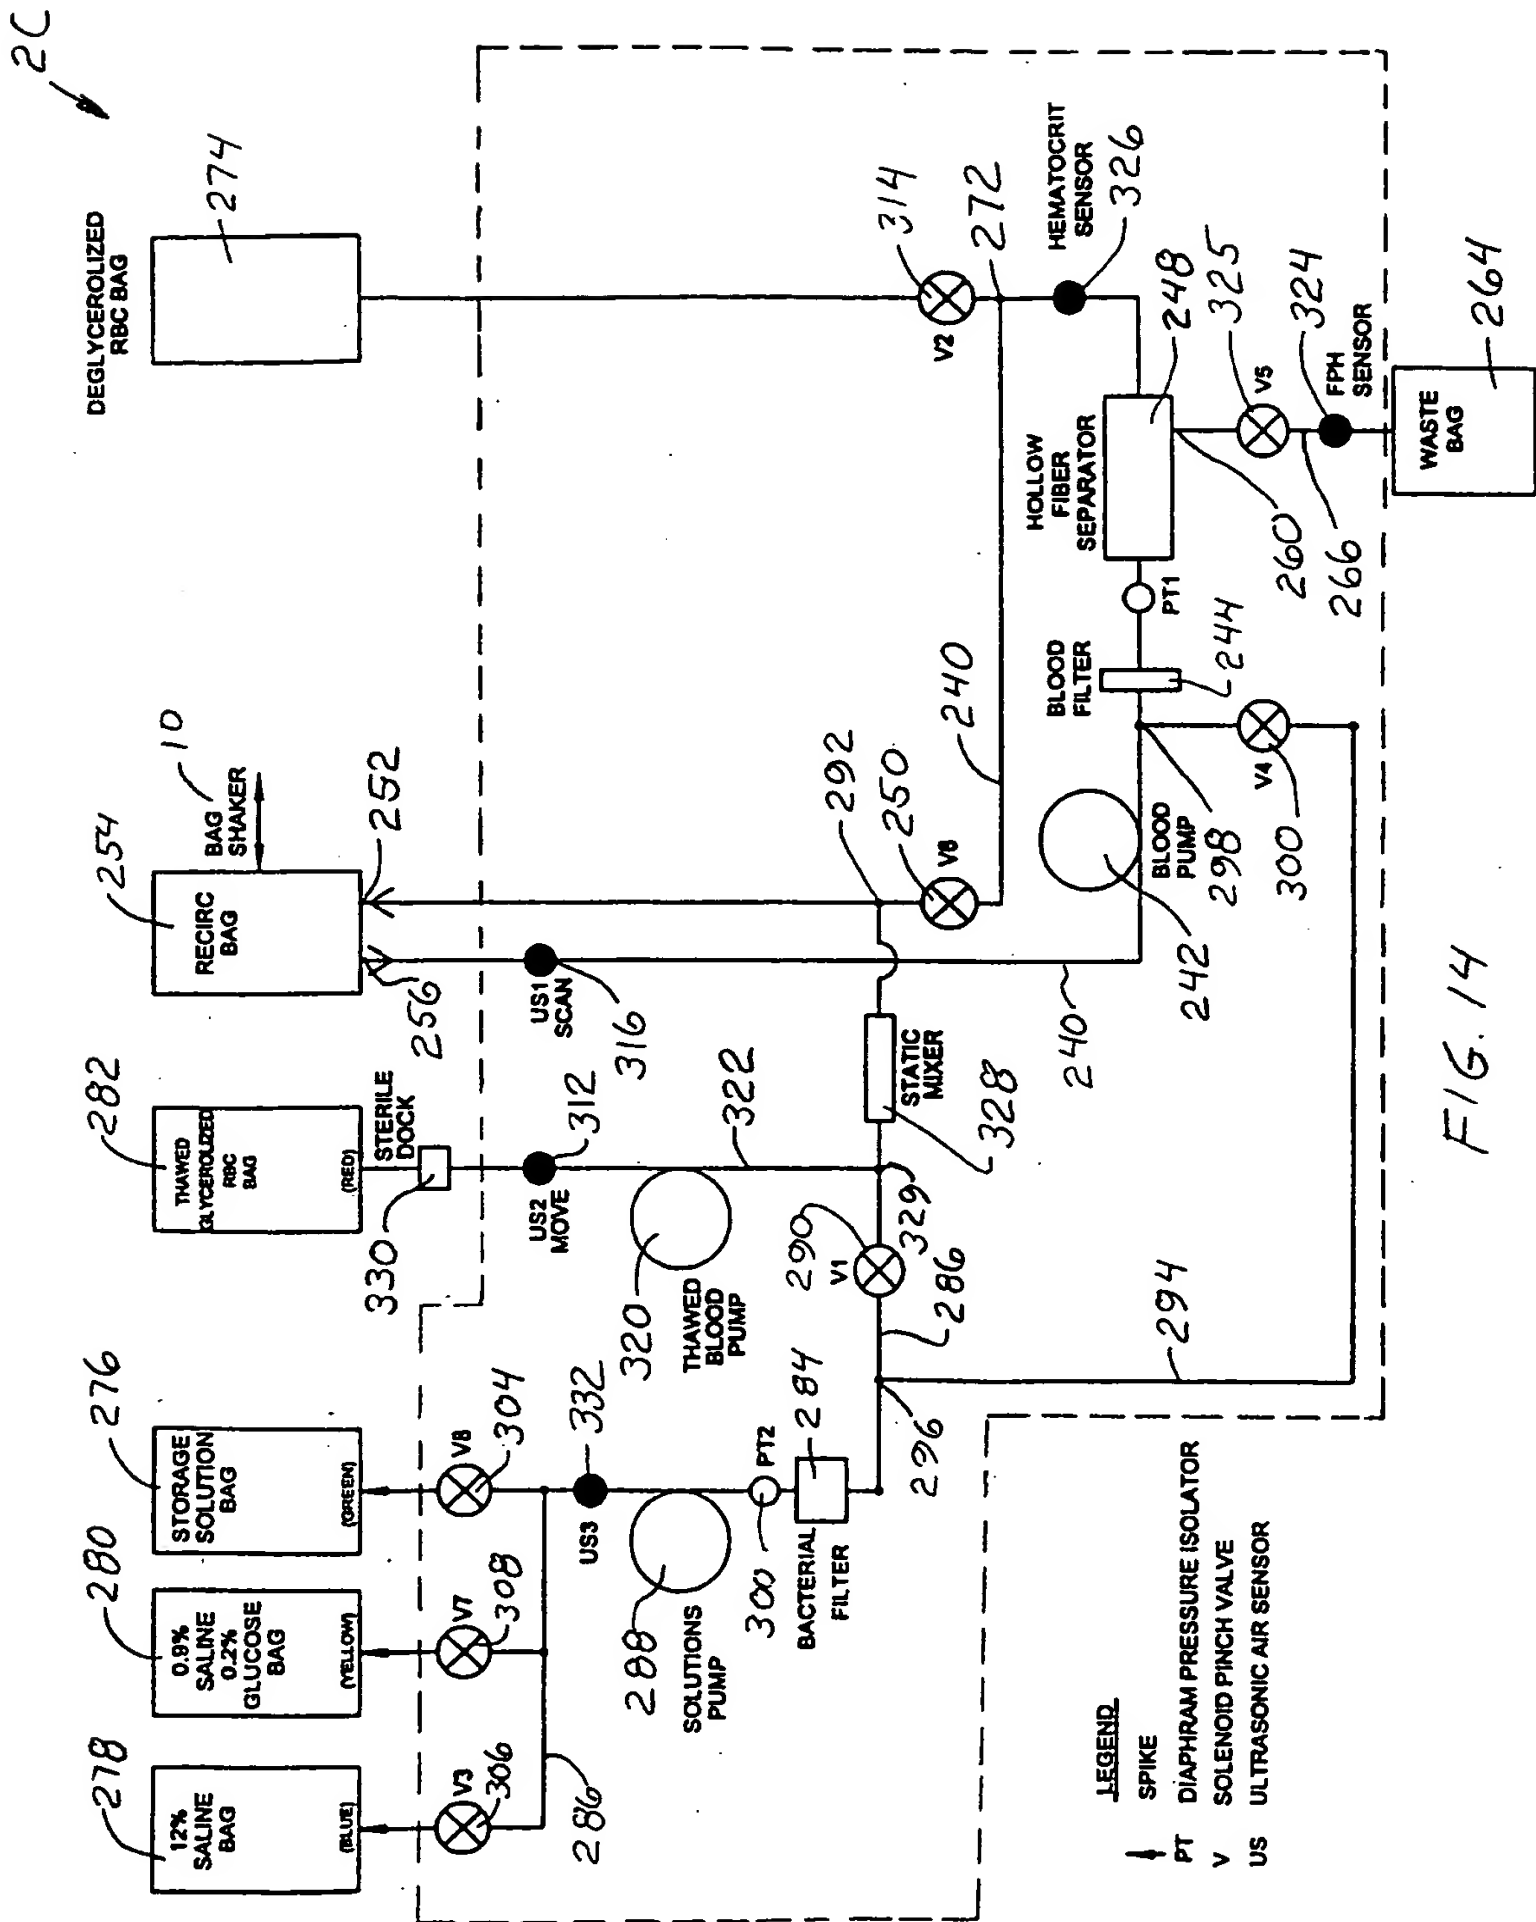 2C
278
280
276
282
254
10
274
12%
SALINE
BAG
(BLUE)
0.9%
SALINE
0.2%
GLUCOSE
BAG
(YELLOW)
STORAGE
SOLUTION
BAG
(GREEN)
THAWED
GLYCEROLIZED
RBC
BAG
(RED)
RECIRC
BAG
BAG
SHAKER
DEGLYCEROLIZED
RBC BAG
330
STERILE
DOCK
256
252
V3
306
V7
308
V8
304
286
US3
332
US2
MOVE
312
US1
SCAN
316
288
SOLUTIONS
PUMP
320
THAWED
BLOOD
PUMP
322
300
PT2
BACTERIAL
FILTER
284
290
V1
329
286
296
STATIC
MIXER
328
292
250
V6
240
V2
314
272
HEMATOCRIT
SENSOR
326
294
240
242
BLOOD
PUMP
298
V4
300
BLOOD
FILTER
244
PT1
HOLLOW
FIBER
SEPARATOR
248
260
266
V5
325
324
FPH
SENSOR
WASTE
BAG
264
LEGEND
SPIKE
PT DIAPHRAM PRESSURE ISOLATOR
V SOLENOID PINCH VALVE
US ULTRASONIC AIR SENSOR
FIG. 14